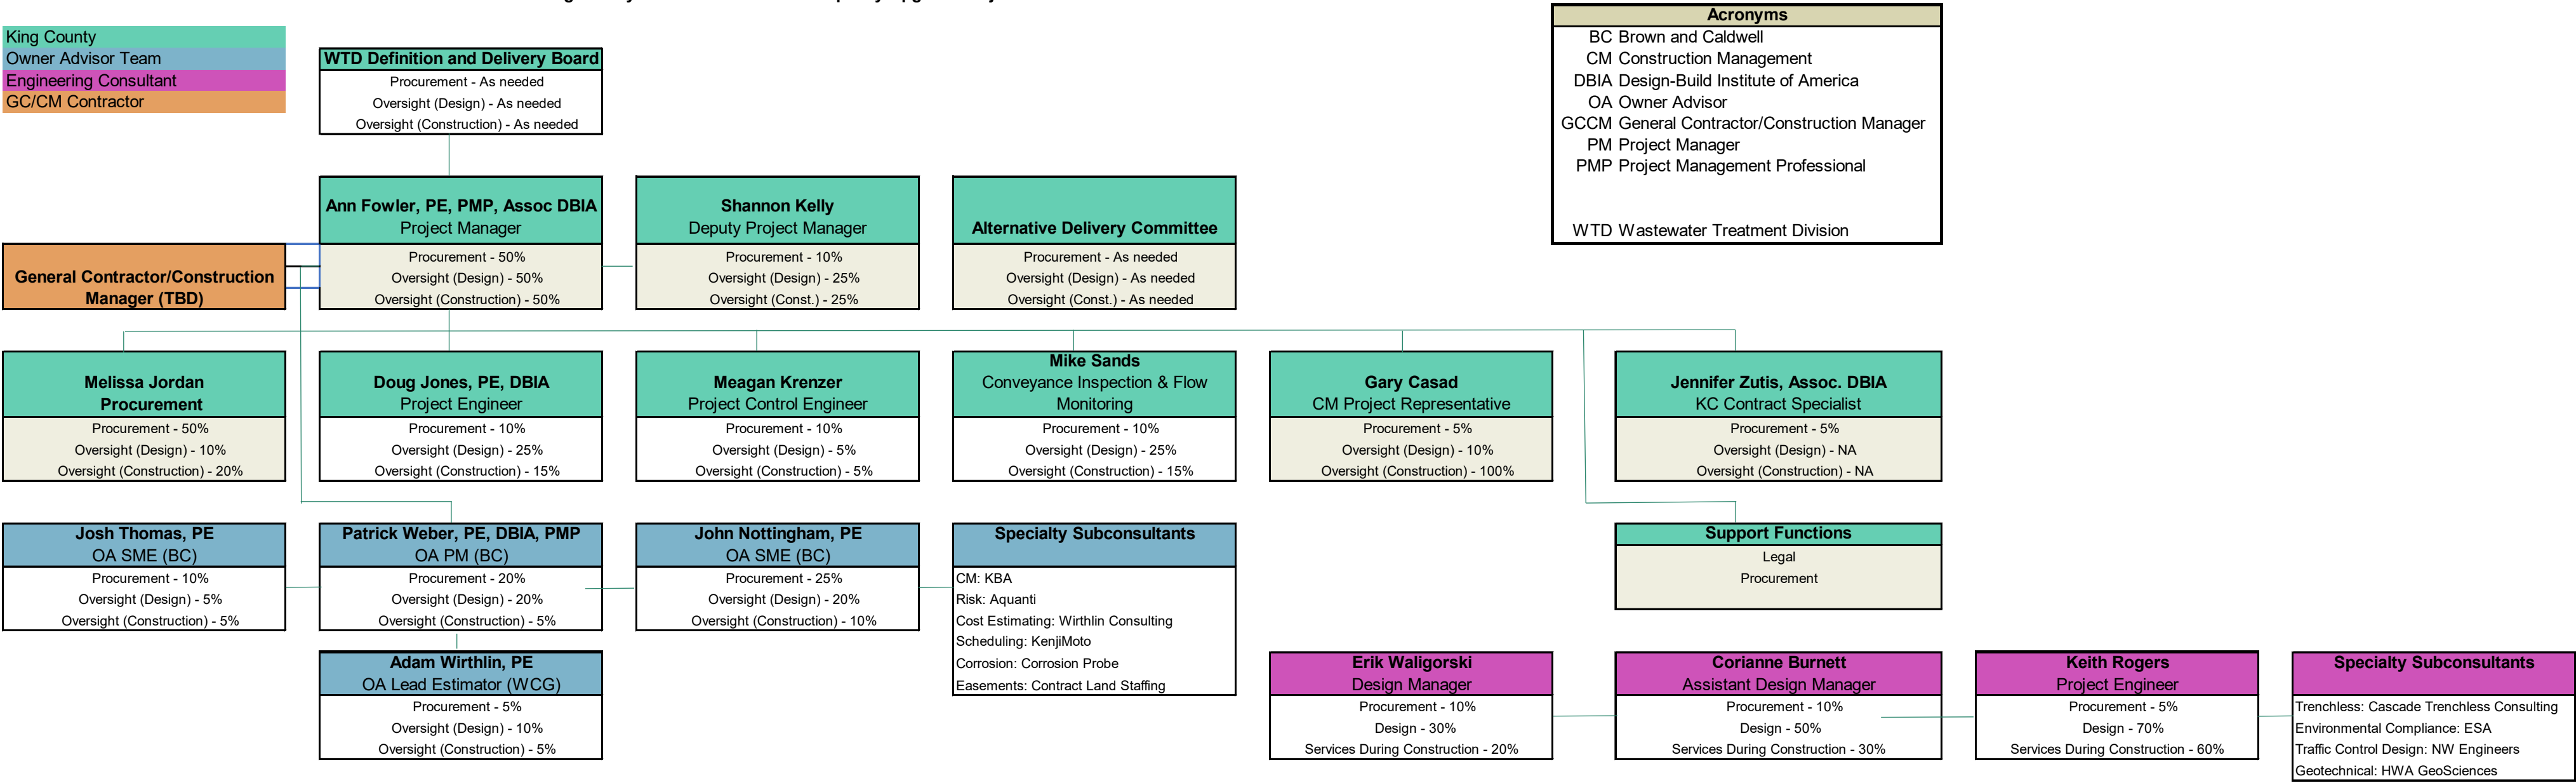 King County
Owner Advisor Team
Engineering Consultant
GC/CM Contractor
WTD Definition and Delivery Board
Procurement - As needed
Oversight (Design) - As needed
Oversight (Construction) - As needed
Acronyms
BC Brown and Caldwell
CM Construction Management
DBIA Design-Build Institute of America
OA Owner Advisor
GCCM General Contractor/Construction Manager
PM Project Manager
PMP Project Management Professional
WTD Wastewater Treatment Division
General Contractor/Construction
Manager (TBD)
Ann Fowler, PE, PMP, Assoc DBIA
Project Manager
Procurement - 50%
Oversight (Design) - 50%
Oversight (Construction) - 50%
Shannon Kelly
Deputy Project Manager
Procurement - 10%
Oversight (Design) - 25%
Oversight (Const.) - 25%
Alternative Delivery Committee
Procurement - As needed
Oversight (Design) - As needed
Oversight (Const.) - As needed
Melissa Jordan
Procurement
Procurement - 50%
Oversight (Design) - 10%
Oversight (Construction) - 20%
Doug Jones, PE, DBIA
Project Engineer
Procurement - 10%
Oversight (Design) - 25%
Oversight (Construction) - 15%
Meagan Krenzer
Project Control Engineer
Procurement - 10%
Oversight (Design) - 5%
Oversight (Construction) - 5%
Mike Sands
Conveyance Inspection & Flow
Monitoring
Procurement - 10%
Oversight (Design) - 25%
Oversight (Construction) - 15%
Gary Casad
CM Project Representative
Procurement - 5%
Oversight (Design) - 10%
Oversight (Construction) - 100%
Jennifer Zutis, Assoc. DBIA
KC Contract Specialist
Procurement - 5%
Oversight (Design) - NA
Oversight (Construction) - NA
Josh Thomas, PE
OA SME (BC)
Procurement - 10%
Oversight (Design) - 5%
Oversight (Construction) - 5%
Patrick Weber, PE, DBIA, PMP
OA PM (BC)
Procurement - 20%
Oversight (Design) - 20%
Oversight (Construction) - 5%
John Nottingham, PE
OA SME (BC)
Procurement - 25%
Oversight (Design) - 20%
Oversight (Construction) - 10%
Specialty Subconsultants
CM: KBA
Risk: Aquanti
Cost Estimating: Wirthlin Consulting
Scheduling: KenjiMoto
Corrosion: Corrosion Probe
Easements: Contract Land Staffing
Support Functions
Legal
Procurement
Adam Wirthlin, PE
OA Lead Estimator (WCG)
Procurement - 5%
Oversight (Design) - 10%
Oversight (Construction) - 5%
Erik Waligorski
Design Manager
Procurement - 10%
Design - 30%
Services During Construction - 20%
Corianne Burnett
Assistant Design Manager
Procurement - 10%
Design - 50%
Services During Construction - 30%
Keith Rogers
Project Engineer
Procurement - 5%
Design - 70%
Services During Construction - 60%
Specialty Subconsultants
Trenchless: Cascade Trenchless Consulting
Environmental Compliance: ESA
Traffic Control Design: NW Engineers
Geotechnical: HWA GeoSciences